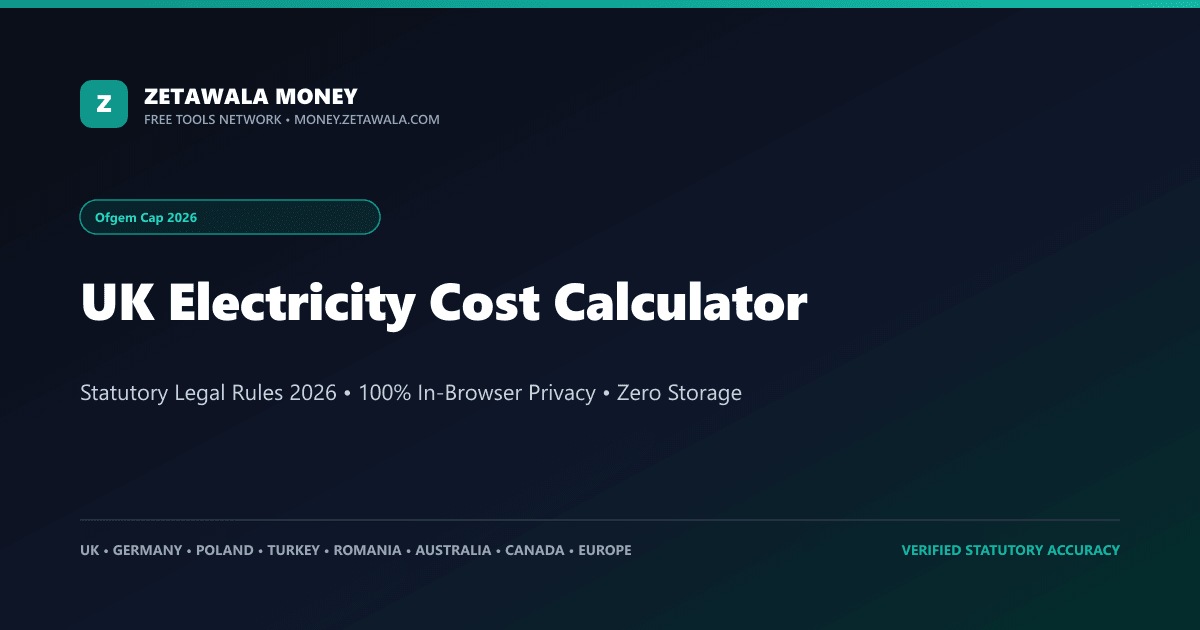 Z
ZETAWALA MONEY
FREE TOOLS NETWORK • MONEY.ZETAWALA.COM
Ofgem Cap 2026
UK Electricity Cost Calculator
Statutory Legal Rules 2026 • 100% In-Browser Privacy • Zero Storage
UK • GERMANY • POLAND • TURKEY • ROMANIA • AUSTRALIA • CANADA • EUROPE
VERIFIED STATUTORY ACCURACY